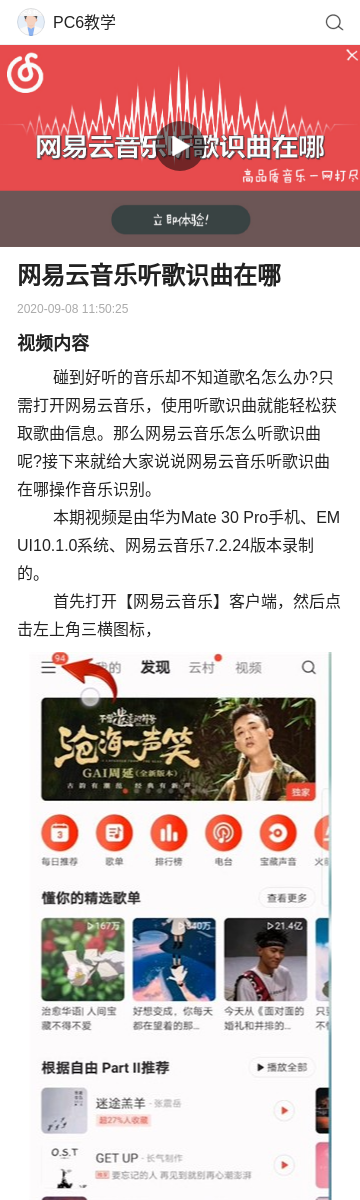 PC6教学
网易云音乐听歌识曲在哪
高品质音乐一网打尽
立即体验!
网易云音乐听歌识曲在哪
2020-09-08 11:50:25
视频内容
碰到好听的音乐却不知道歌名怎么办?只
需打开网易云音乐，使用听歌识曲就能轻松获
取歌曲信息。那么网易云音乐怎么听歌识曲
呢?接下来就给大家说说网易云音乐听歌识曲
在哪操作音乐识别。
本期视频是由华为Mate 30 Pro手机、EM
UI10.1.0系统、网易云音乐7.2.24版本录制
的。
首先打开【网易云音乐】客户端，然后点
击左上角三横图标，
94
我的 发现 云村 视频
沧海一声笑
GAI周延(全新版本)
古韵有潮范 经典有新声
独家
3
每日推荐 歌单 排行榜 电台 宝藏声音
懂你的精选歌单 查看更多
167万 340万 21.4亿
治愈华语| 人间宝 好想变成，你每天 今天从《面对面的
藏不得不爱 都在望着的那... 婚礼和井排的...
根据自由 Part II推荐 播放全部
迷途羔羊 - 张震岳
超27%人收藏
O.S.T
GET UP - 长气制作
要忘记的人 再见到就别再心潮澎湃